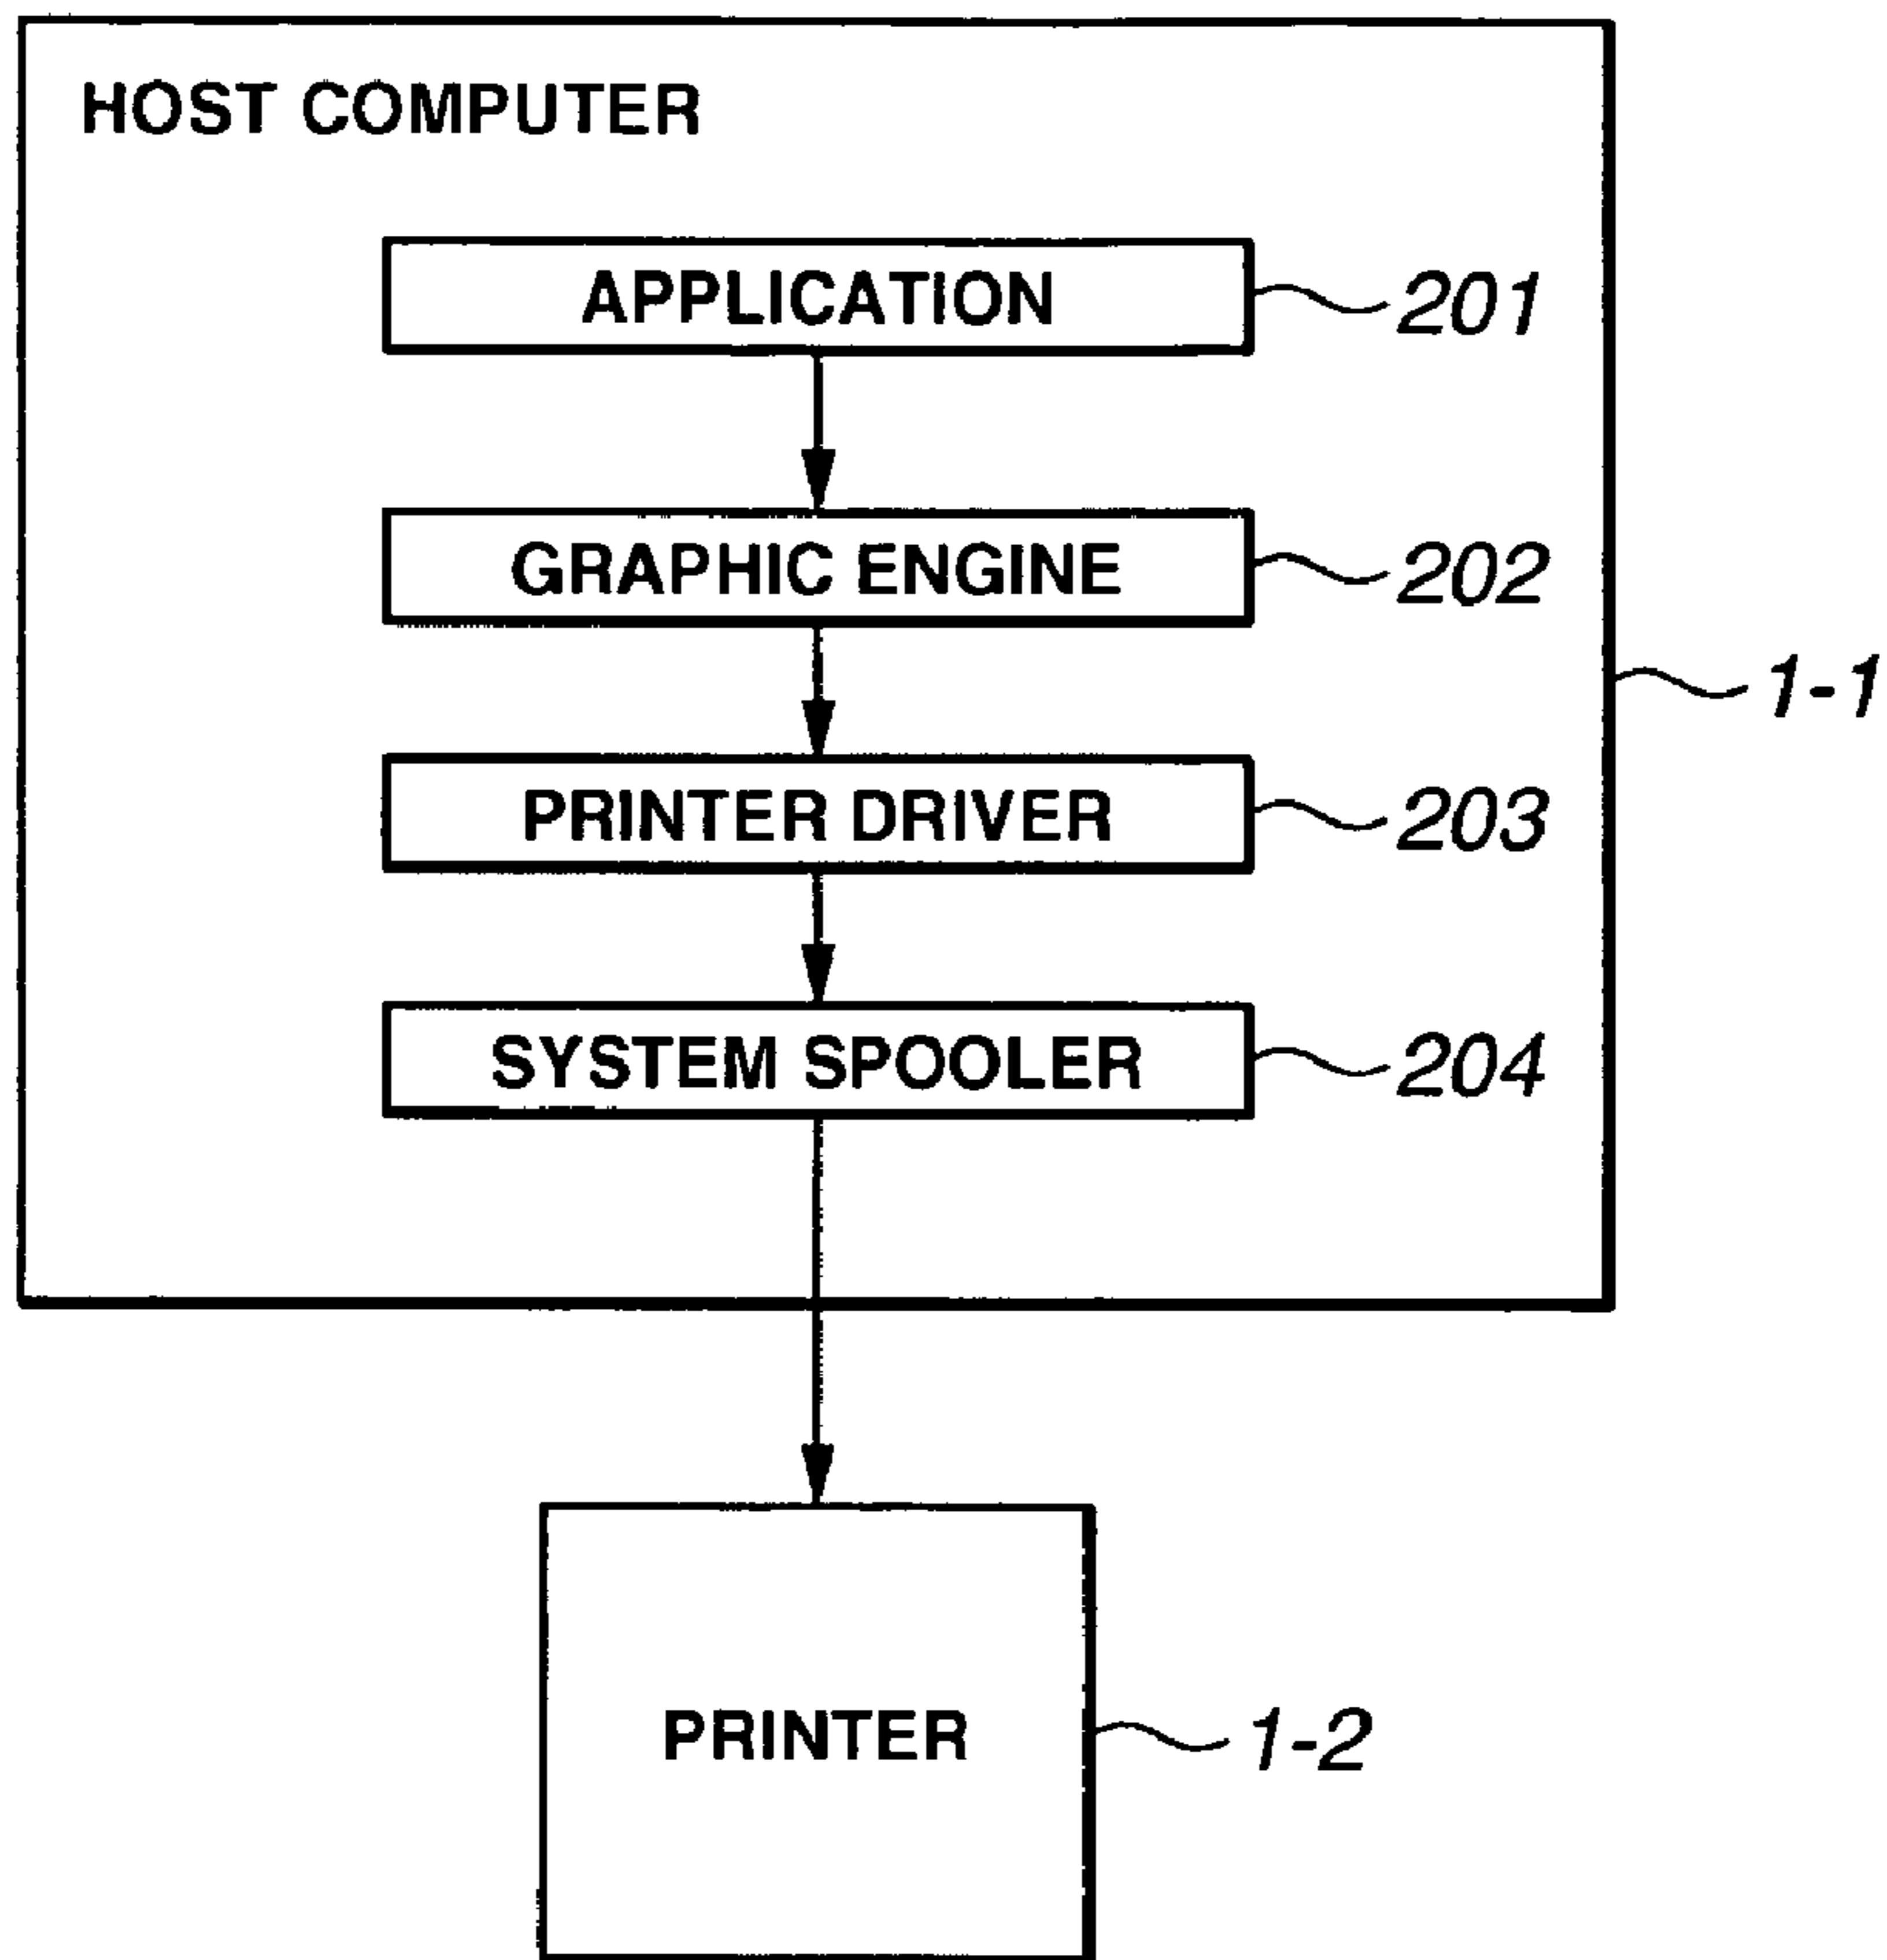 HOST COMPUTER
APPLICATION
201
GRAPHIC ENGINE
202
1-1
PRINTER DRIVER
203
SYSTEM SPOOLER
204
PRINTER
1-2